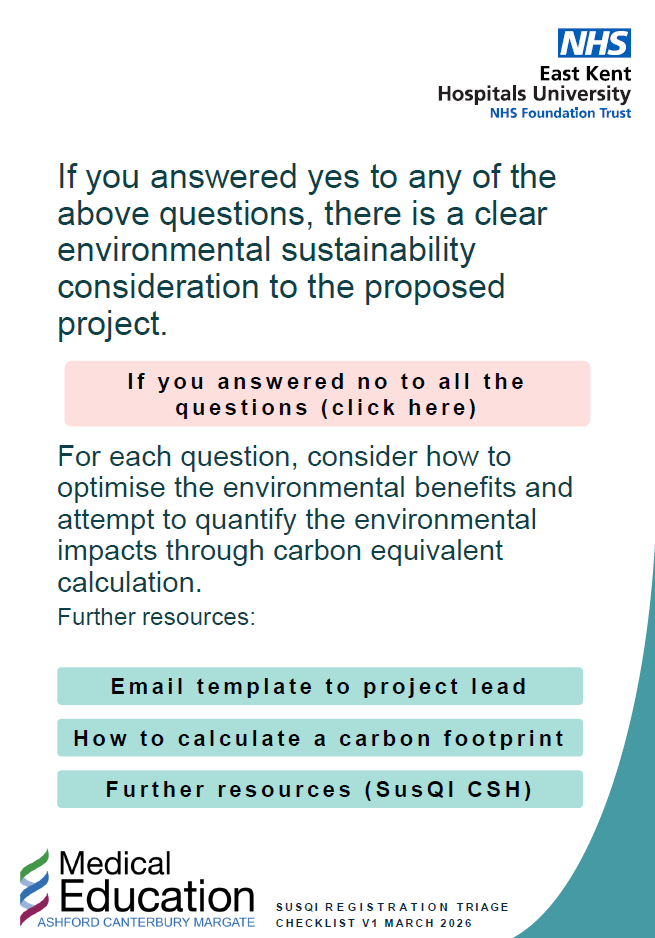 NHS
East Kent
Hospitals University
NHS Foundation Trust
If you answered yes to any of the
above questions, there is a clear
environmental sustainability
consideration to the proposed
project.
If you answered no to all the
questions (click here)
For each question, consider how to
optimise the environmental benefits and
attempt to quantify the environmental
impacts through carbon equivalent
calculation.
Further resources:
Email template to project lead
How to calculate a carbon footprint
Further resources (SusQI CSH)
Medical
Education
ASHFORD CANTERBURY MARGATE
SUSQI REGISTRATION TRIAGE
CHECKLIST V1 MARCH 2026